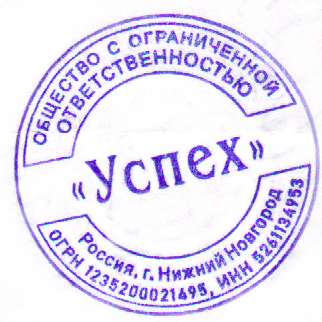 ОБЩЕСТВО С ОГРАНИЧЕННОЙ
ОТВЕТСТВЕННОСТЬЮ
«Успех»
Россия, г. Нижний Новгород
ОГРН 1235200021495, ИНН 5261134953